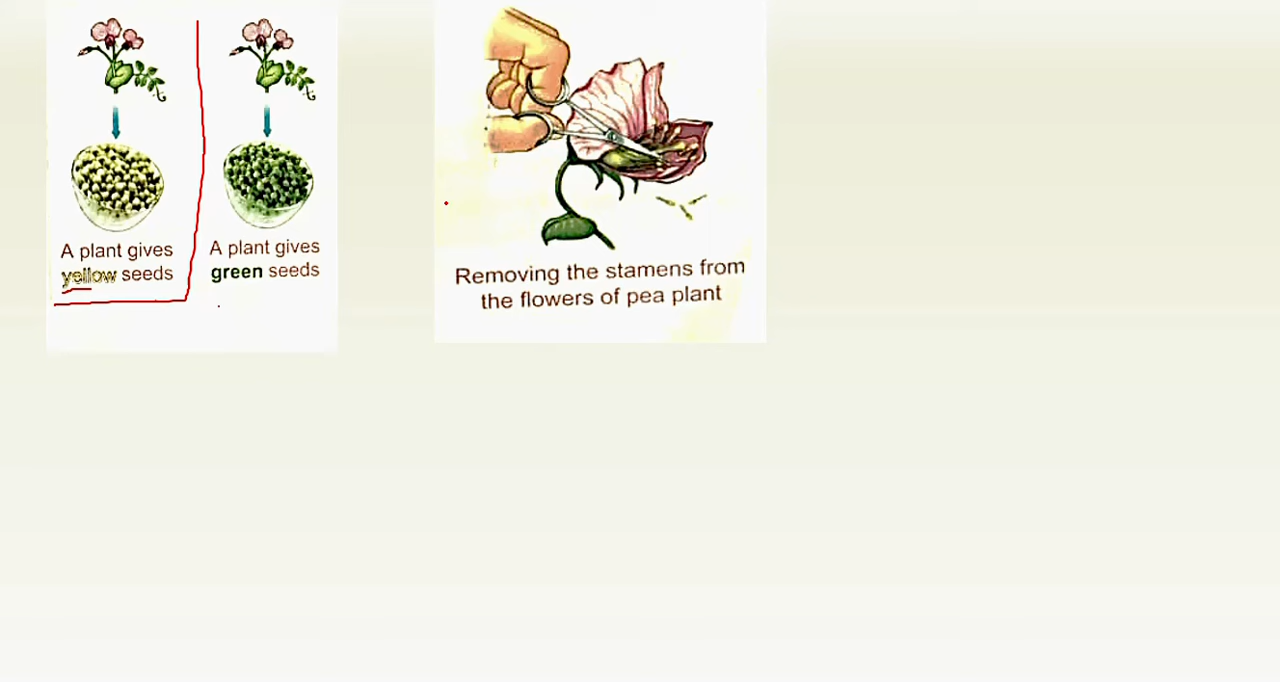 A plant gives
yellow seeds
A plant gives
green seeds
Removing the stamens from
the flowers of pea plant